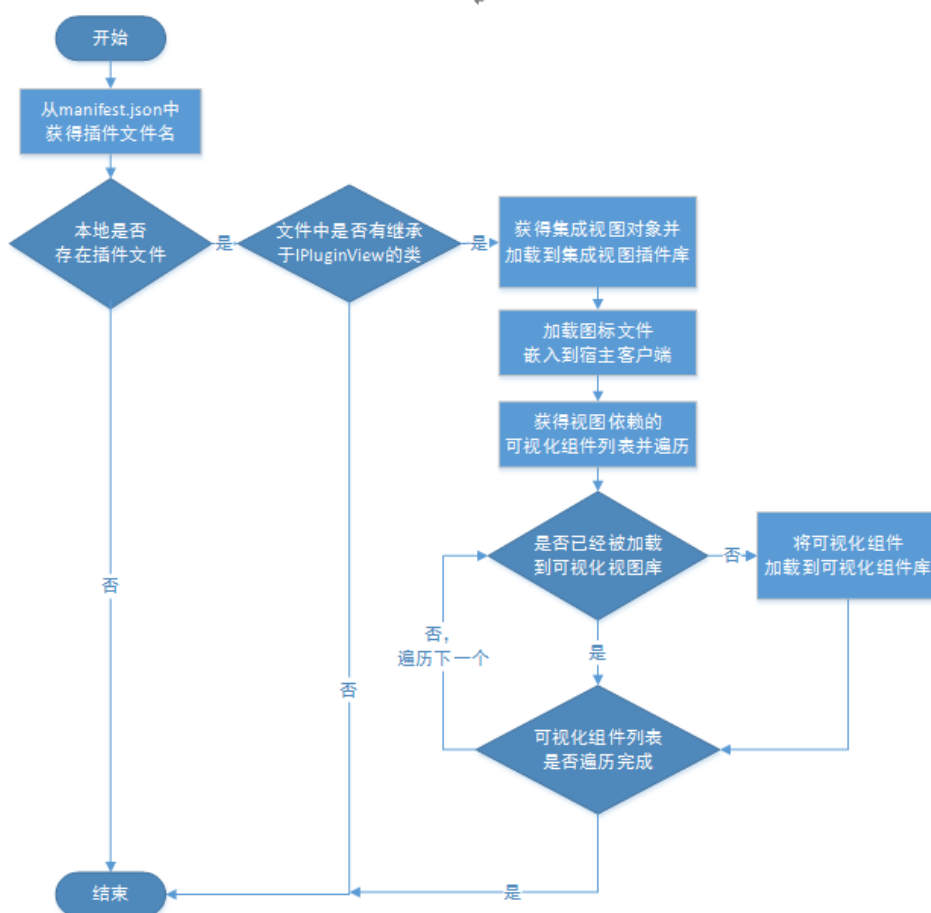 开始
从manifest.json中
获得插件文件名
本地是否
存在插件文件
是
文件中是否有继承
于IPluginView的类
是
获得集成视图对象并
加载到集成视图插件库
加载图标文件
嵌入到宿主客户端
获得视图依赖的
可视化组件列表并遍历
是否已经被加载
到可视化视图库
否
将可视化组件
加载到可视化组件库
否
否，
遍历下一个
是
否
可视化组件列表
是否遍历完成
是
结束